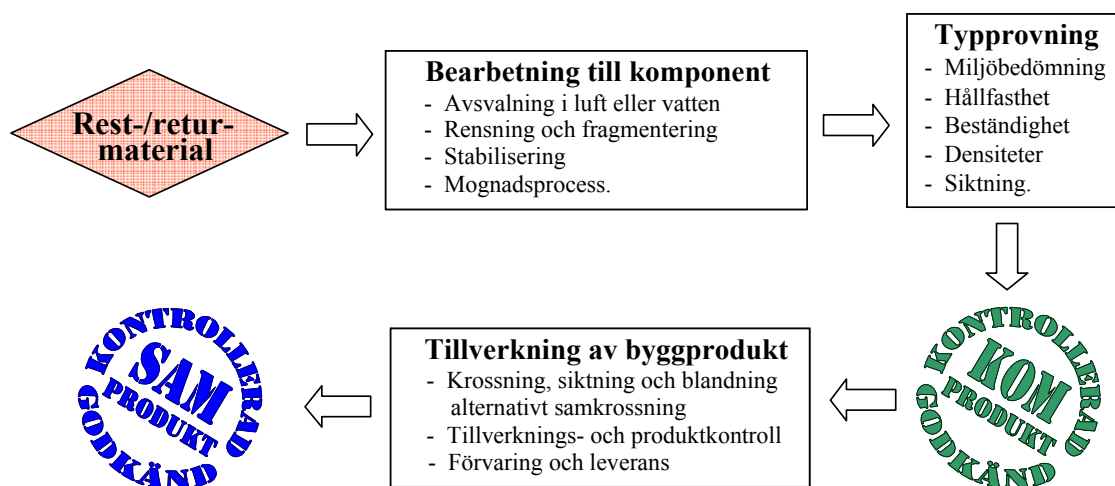 Rest-/retur-
material
Bearbetning till komponent
- Avsvalning i luft eller vatten
- Rensning och fragmentering
- Stabilisering
- Mognadsprocess.
Typprovning
- Miljöbedömning
- Hållfasthet
- Beständighet
- Densiteter
- Siktning.
KONTROLLERAD
KOM
PRODUKT
GODKÄND
Tillverkning av byggprodukt
- Krossning, siktning och blandning
alternativt samkrossning
- Tillverknings- och produktkontroll
- Förvaring och leverans
KONTROLLERAD
SAM
PRODUKT
GODKÄND